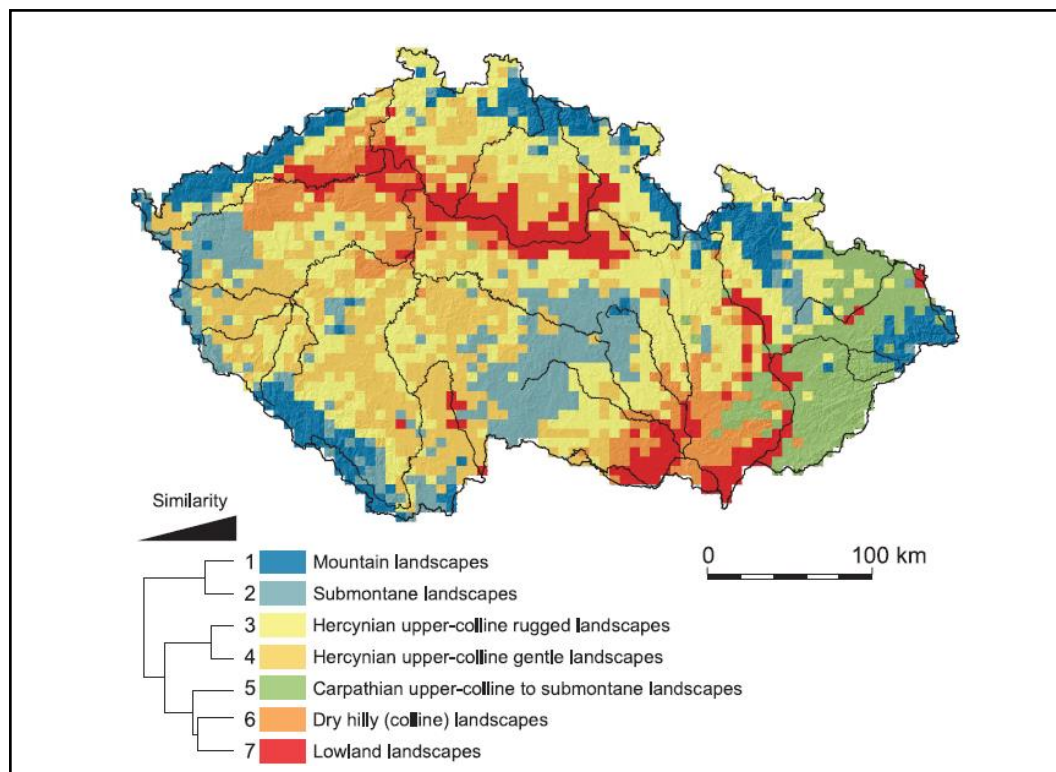 Similarity
1 Mountain landscapes
2 Submontane landscapes
3 Hercynian upper-colline rugged landscapes
4 Hercynian upper-colline gentle landscapes
5 Carpathian upper-colline to submontane landscapes
6 Dry hilly (colline) landscapes
7 Lowland landscapes
0 100 km